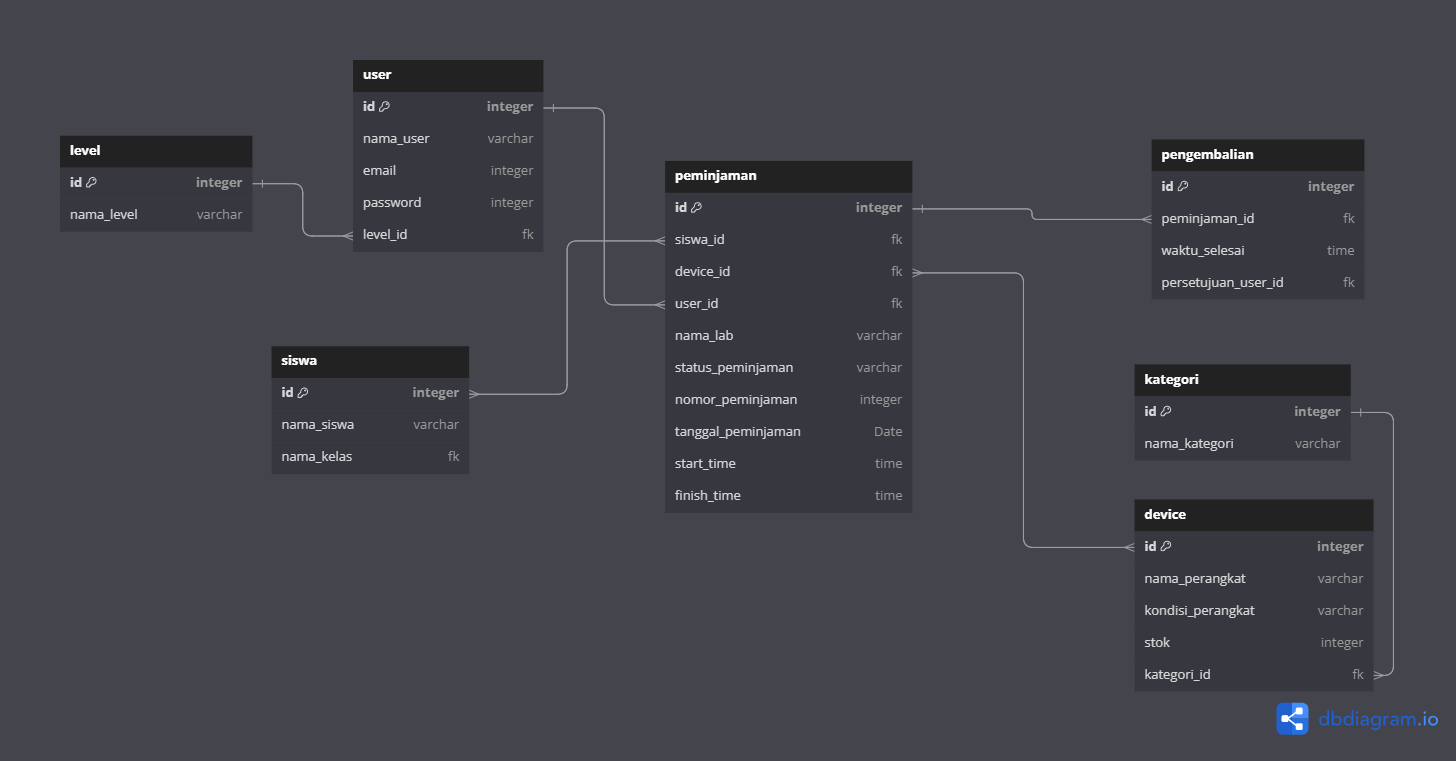 user
id integer
nama_user varchar
email integer
password integer
level_id fk
level
id integer
nama_level varchar
siswa
id integer
nama_siswa varchar
nama_kelas fk
peminjaman
id integer
siswa_id fk
device_id fk
user_id fk
nama_lab varchar
status_peminjaman varchar
nomor_peminjaman integer
tanggal_peminjaman Date
start_time time
finish_time time
pengembalian
id integer
peminjaman_id fk
waktu_selesai time
persetujuan_user_id fk
kategori
id integer
nama_kategori varchar
device
id integer
nama_perangkat varchar
kondisi_perangkat varchar
stok integer
kategori_id fk
dbdiagram.io